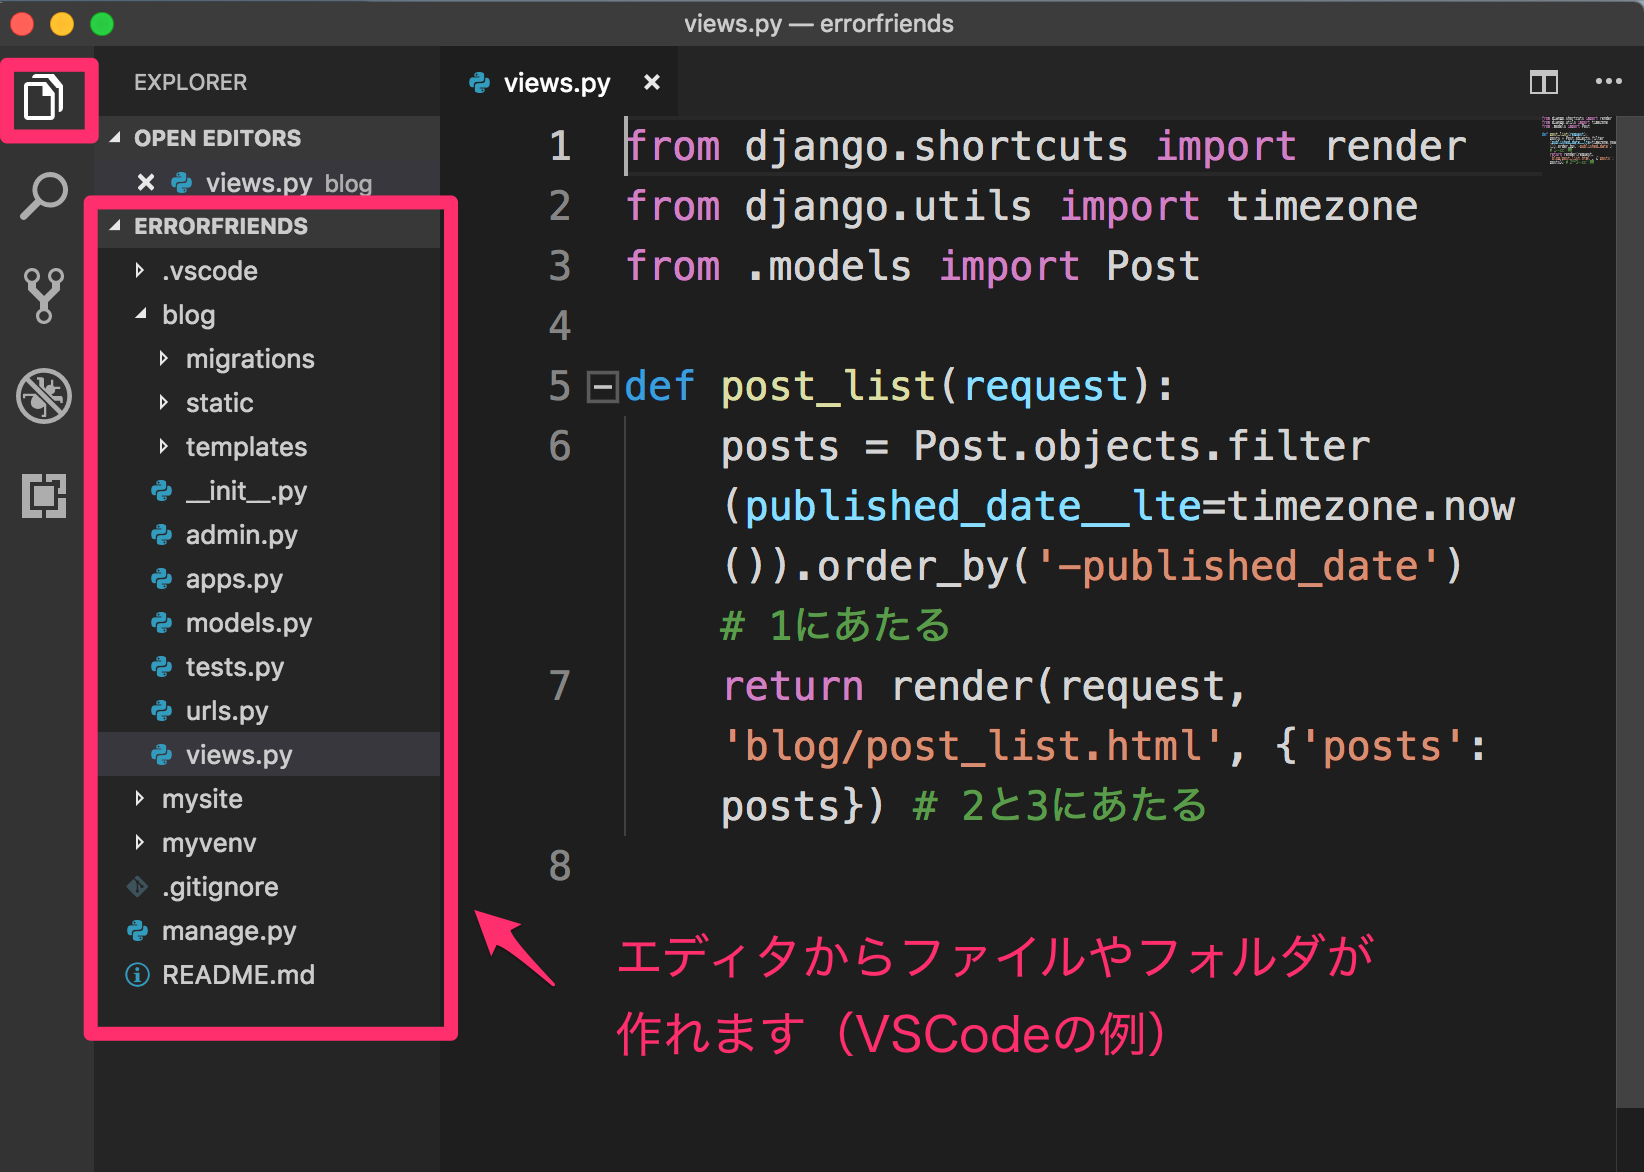 views.py — errorfriends
EXPLORER
OPEN EDITORS
views.py blog
ERRORFRIENDS
.vscode
blog
migrations
static
templates
__init__.py
admin.py
apps.py
models.py
tests.py
urls.py
views.py
mysite
myvenv
.gitignore
manage.py
README.md
views.py
1 from django.shortcuts import render
2 from django.utils import timezone
3 from .models import Post
4
5 def post_list(request):
6 posts = Post.objects.filter
(published_date__lte=timezone.now
()).order_by('-published_date')
# 1にあたる
7 return render(request,
'blog/post_list.html', {'posts':
posts}) # 2と3にあたる
8
エディタからファイルやフォルダが
作れます（VSCodeの例）